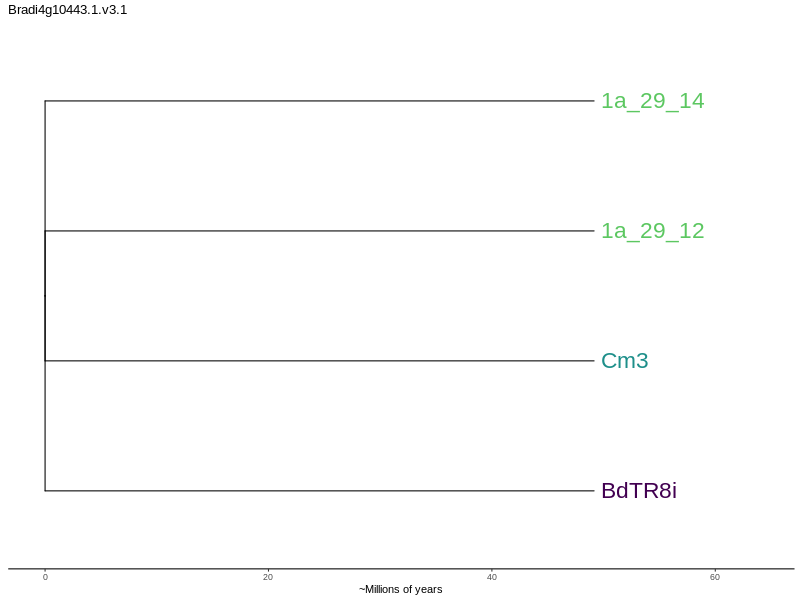 Bradi4g10443.1.v3.1
1a_29_14
1a_29_12
Cm3
BdTR8i
0 20 40 60
~Millions of years